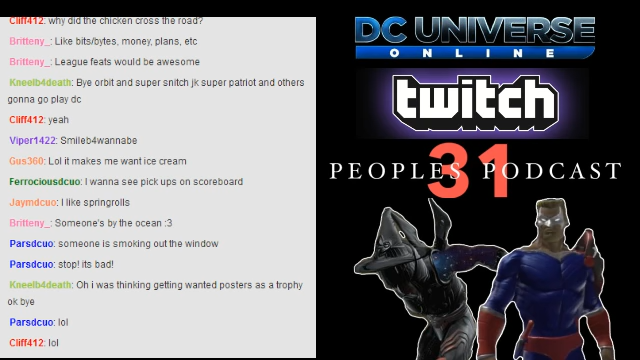 Cliff412: why did the chicken cross the road?
Britteny_: Like bits/bytes, money, plans, etc
Britteny_: League feats would be awesome
Kneelb4death: Bye orbit and super snitch jk super patriot and others
gonna go play dc
Cliff412: yeah
Viper1422: Smileb4wannabe
Gus360: Lol it makes me want ice cream
Ferrociousdcuo: I wanna see pick ups on scoreboard
Jaymdcuo: I like springrolls
Britteny_: Someone's by the ocean :3
Parsdcuo: someone is smoking out the window
Parsdcuo: stop! its bad!
Kneelb4death: Oh i was thinking getting wanted posters as a trophy
ok bye
Parsdcuo: lol
Cliff412: lol
DC UNIVERSE
ONLINE
twitch
PEOPLES PODCAST
31